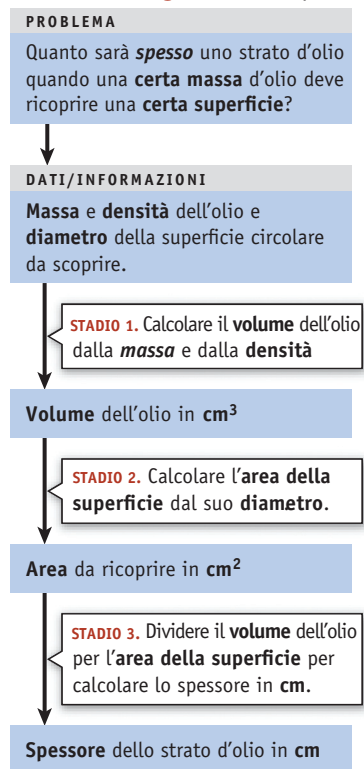 PROBLEMA
Quanto sarà spesso uno strato d'olio
quando una certa massa d'olio deve
ricoprire una certa superficie?
DATI/INFORMAZIONI
Massa e densità dell'olio e
diametro della superficie circolare
da scoprire.
STADIO 1. Calcolare il volume dell'olio
dalla massa e dalla densità
Volume dell'olio in cm³
STADIO 2. Calcolare l'area della
superficie dal suo diametro.
Area da ricoprire in cm²
STADIO 3. Dividere il volume dell'olio
per l'area della superficie per
calcolare lo spessore in cm.
Spessore dello strato d'olio in cm